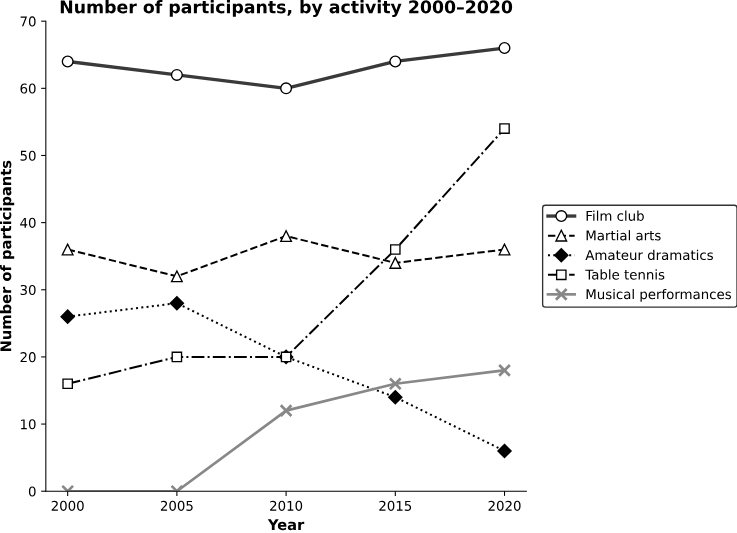 Number of participants, by activity 2000–2020
Number of participants
70
60
50
40
30
20
10
0
2000 2005 2010 2015 2020
Year
Film club
Martial arts
Amateur dramatics
Table tennis
Musical performances